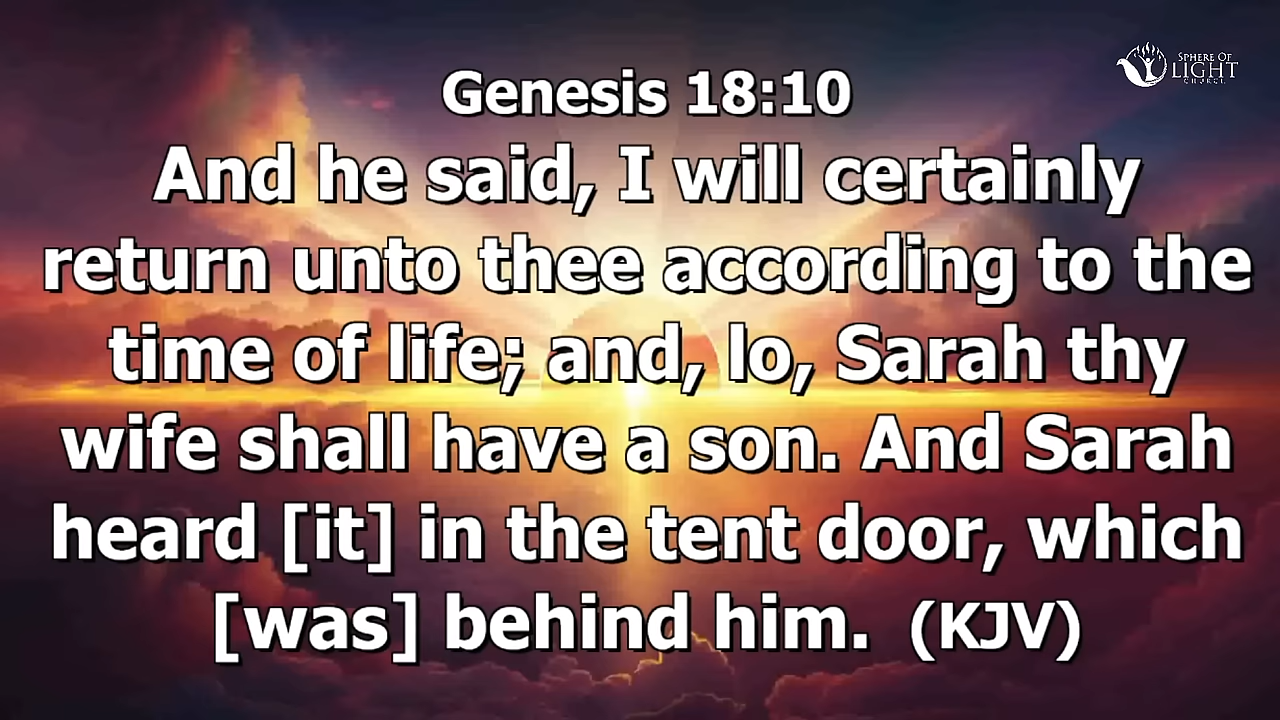 SPHERE OF
LIGHT
CHURCH
Genesis 18:10
And he said, I will certainly
return unto thee according to the
time of life; and, lo, Sarah thy
wife shall have a son. And Sarah
heard [it] in the tent door, which
[was] behind him. (KJV)